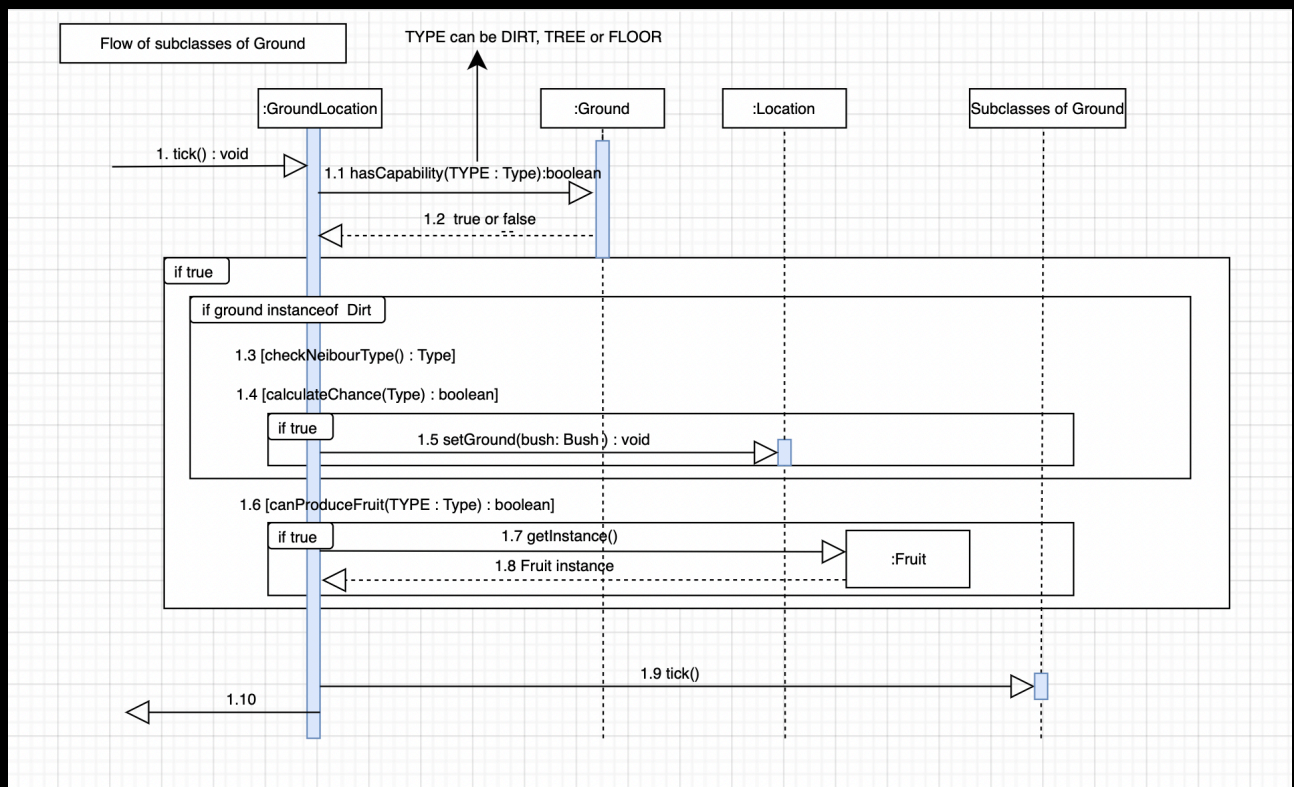 Flow of subclasses of Ground
TYPE can be DIRT, TREE or FLOOR
:GroundLocation
:Ground
:Location
Subclasses of Ground
1. tick() : void
1.1 hasCapability(TYPE : Type):boolean
1.2 true or false
if true
if ground instanceof Dirt
1.3 [checkNeibourType() : Type]
1.4 [calculateChance(Type) : boolean]
if true
1.5 setGround(bush: Bush ) : void
1.6 [canProduceFruit(TYPE : Type) : boolean]
if true
1.7 getInstance()
:Fruit
1.8 Fruit instance
1.9 tick()
1.10